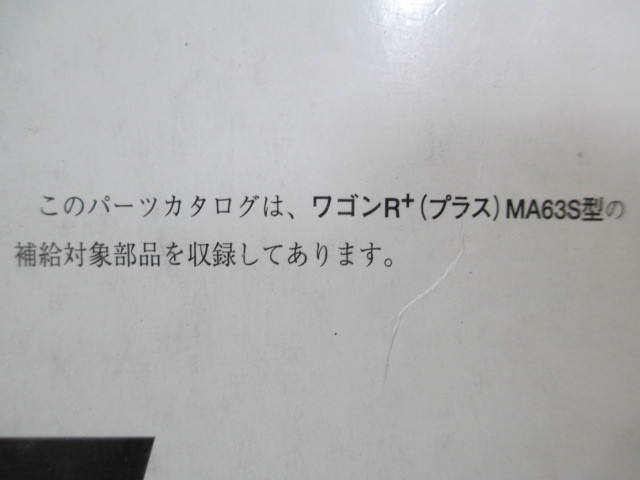 このパーツカタログは、ワゴンR+(プラス)MA63S型の
補給対象部品を収録してあります。